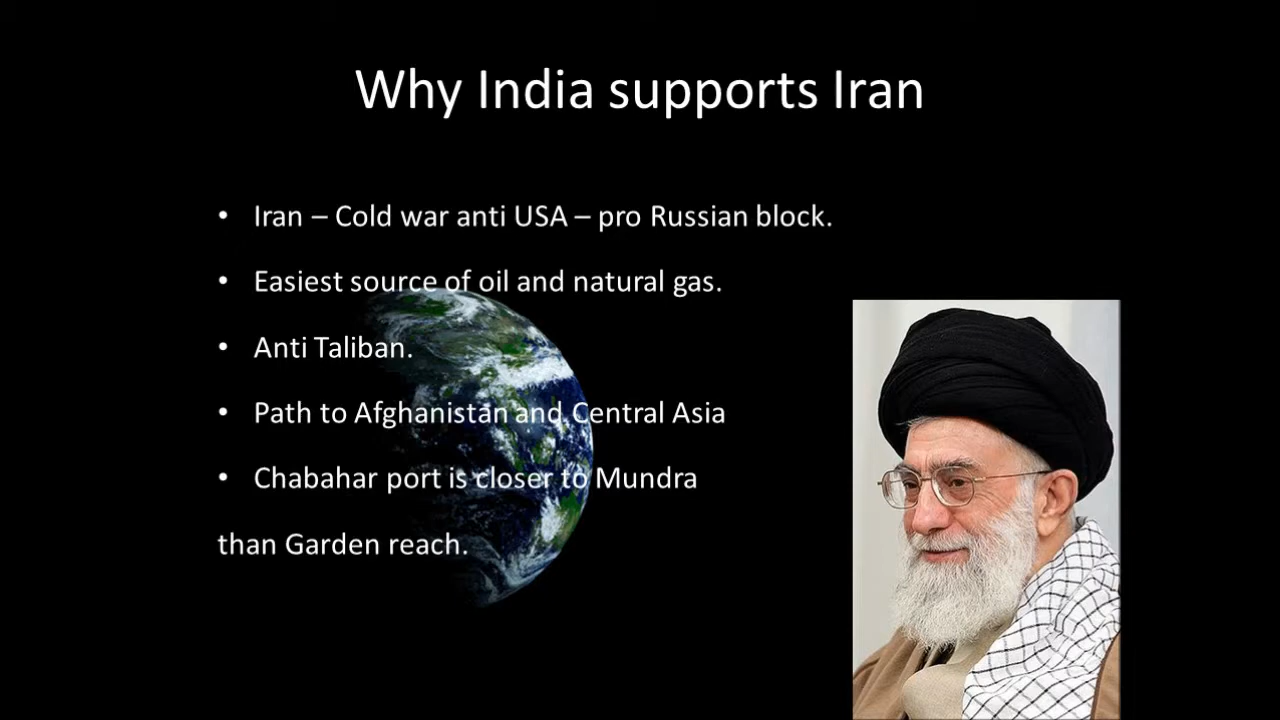 Why India supports Iran
• Iran – Cold war anti USA – pro Russian block.
• Easiest source of oil and natural gas.
• Anti Taliban.
• Path to Afghanistan and Central Asia
• Chabahar port is closer to Mundra
than Garden reach.